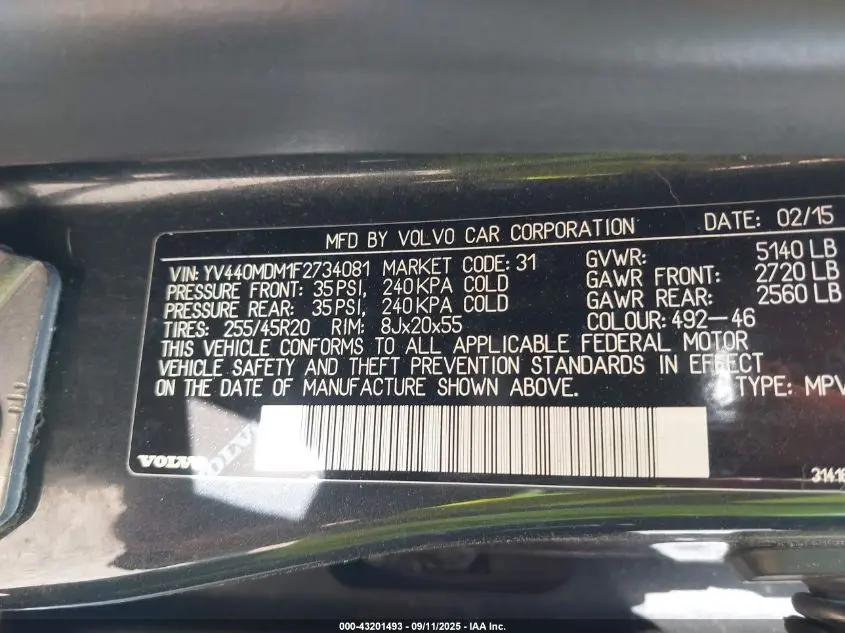 MFD BY VOLVO CAR CORPORATION DATE: 02/15
VIN: YV440MDM1F2734081 MARKET CODE: 31 GVWR: 5140 LB
PRESSURE FRONT: 35 PSI, 240 KPA COLD GAWR FRONT: 2720 LB
PRESSURE REAR: 35 PSI, 240 KPA COLD GAWR REAR: 2560 LB
TIRES: 255/45R20 RIM: 8Jx20x55 COLOUR: 492-46
THIS VEHICLE CONFORMS TO ALL APPLICABLE FEDERAL MOTOR
VEHICLE SAFETY AND THEFT PREVENTION STANDARDS IN EFFECT
ON THE DATE OF MANUFACTURE SHOWN ABOVE. TYPE: MPV
VOLVO
VOLVO
000-43201493 - 09/11/2025 - IAA Inc.